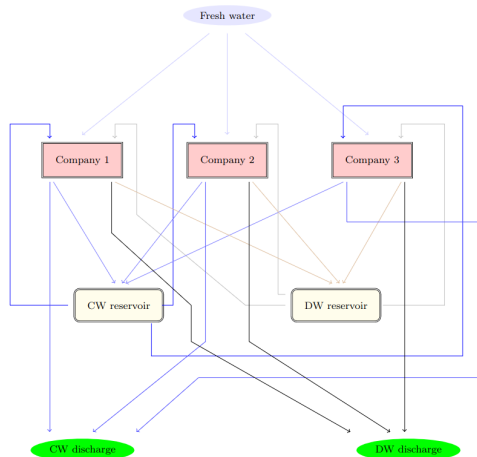 Fresh water
Company 1
Company 2
Company 3
CW reservoir
DW reservoir
CW discharge
DW discharge